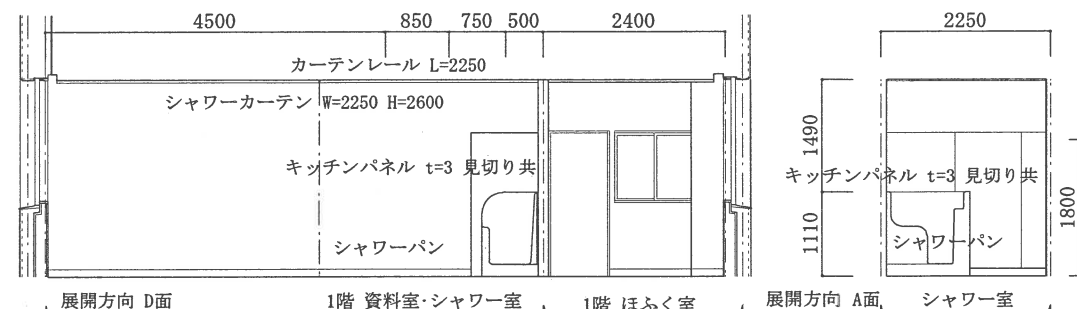 4500 850 750 500 2400 2250
カーテンレール L=2250
シャワーカーテン W=2250 H=2600
1490
キッチンパネル t=3 見切り共
キッチンパネル t=3 見切り共
1800
1110
シャワーパン
シャワーパン
展開方向 D面 1階 資料室・シャワー室 1階 ほふく室 展開方向 A面 シャワー室